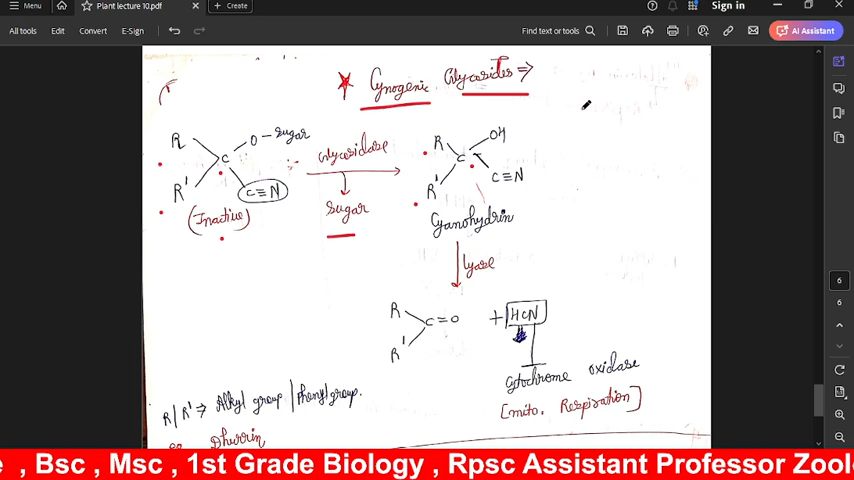 Menu
Plant lecture 10.pdf
+ Create
Sign in
All tools Edit Convert E-Sign
Find text or tools
AI Assistant
Cynogenic Glycosides ⇒
R
R'
C
O - Sugar
C≡N
(Inactive)
Glycosidase
Sugar
R
R'
C
OH
C≡N
Cyanohydrin
lyase
R
R'
C=O
+ HCN
Cytochrome oxidase
[mito. Respiration]
R/R' ⇒ Alkyl group / Phenyl group.
Dhurrin,
6
6
, Bsc , Msc , 1st Grade Biology , Rpsc Assistant Professor Zool